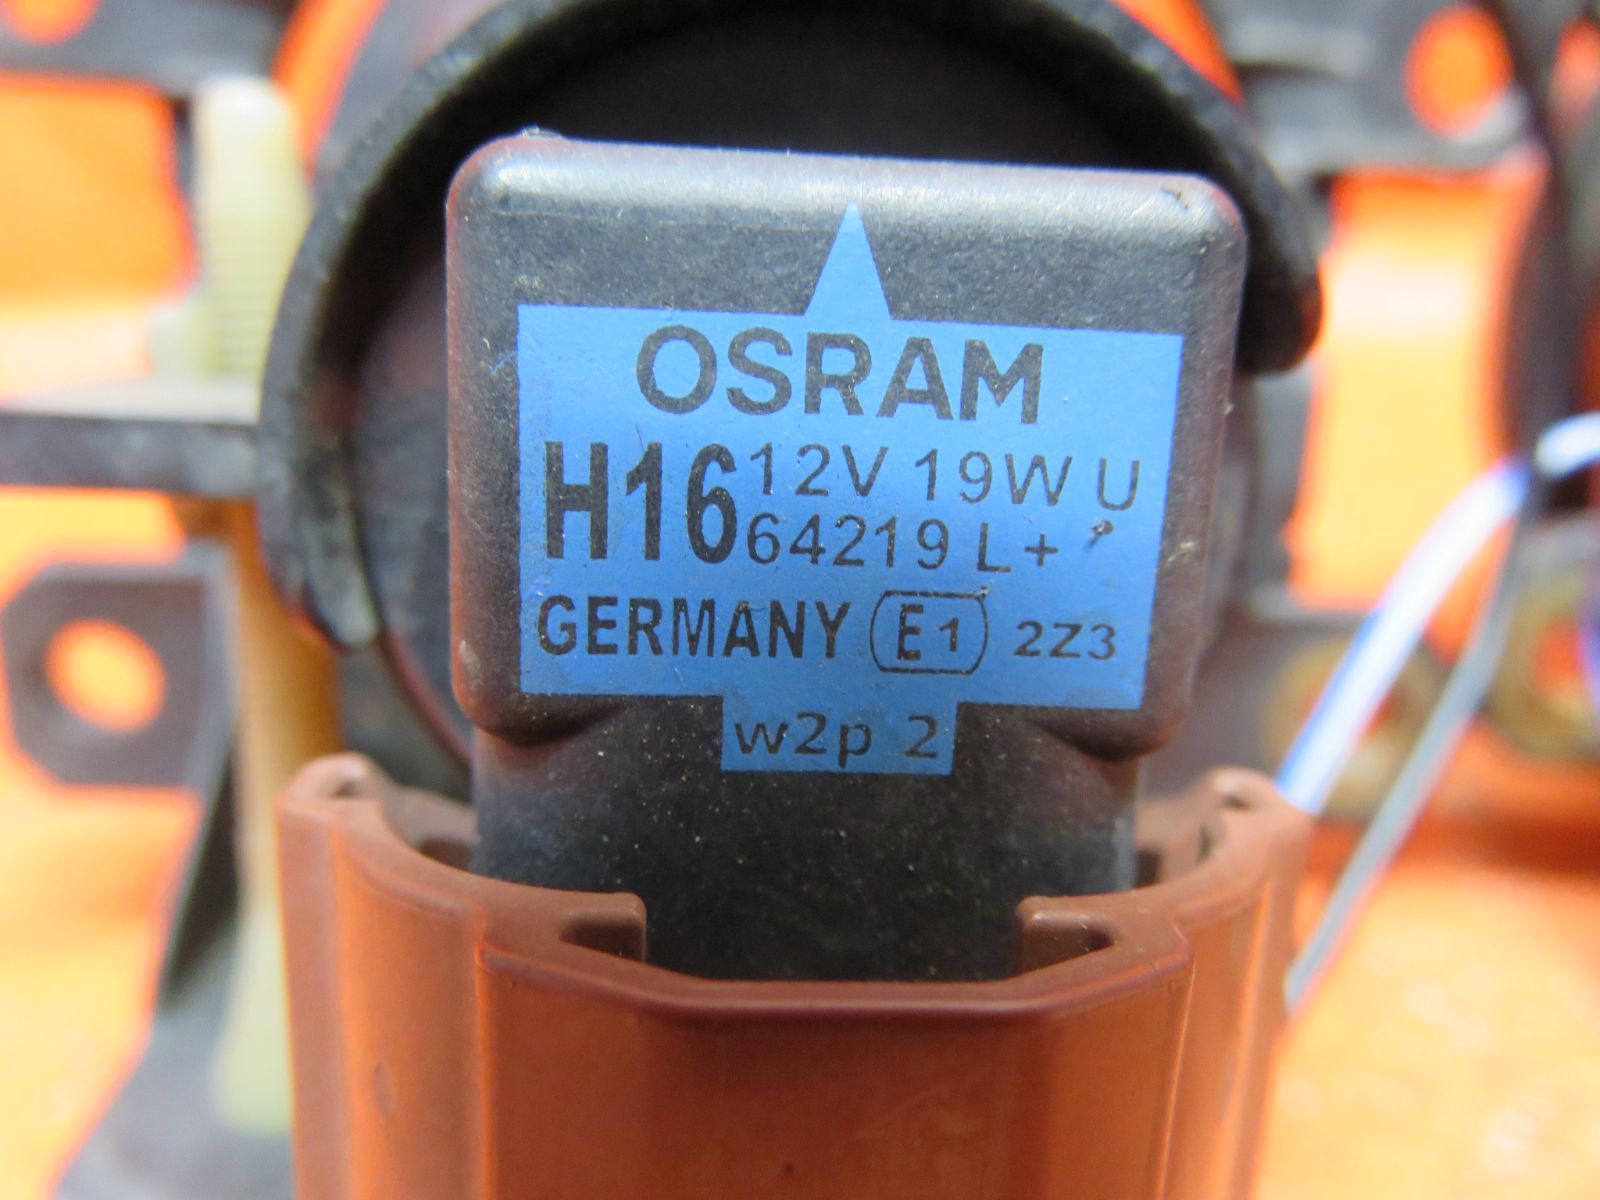 OSRAM
H16 12V 19W U
64219 L+
GERMANY E1 2Z3
w2p 2